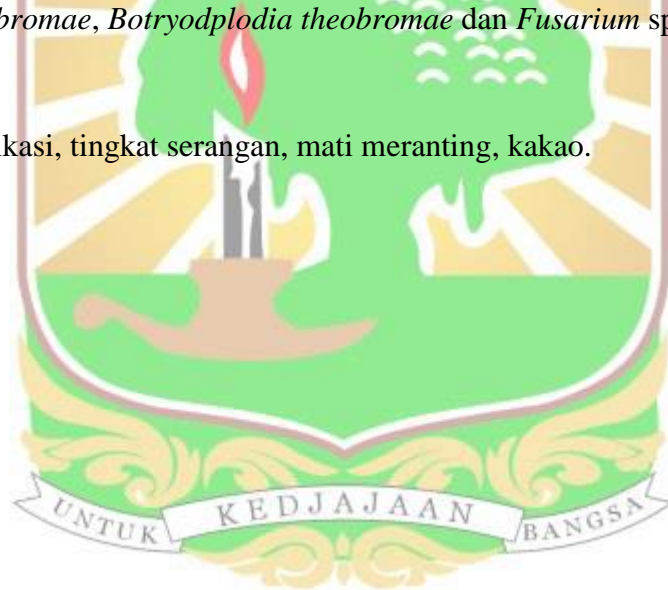 bromae, Botryodplodia theobromae dan Fusarium sp
kasi, tingkat serangan, mati meranting, kakao.
UNTUK KEDJAJAAN BANGSA